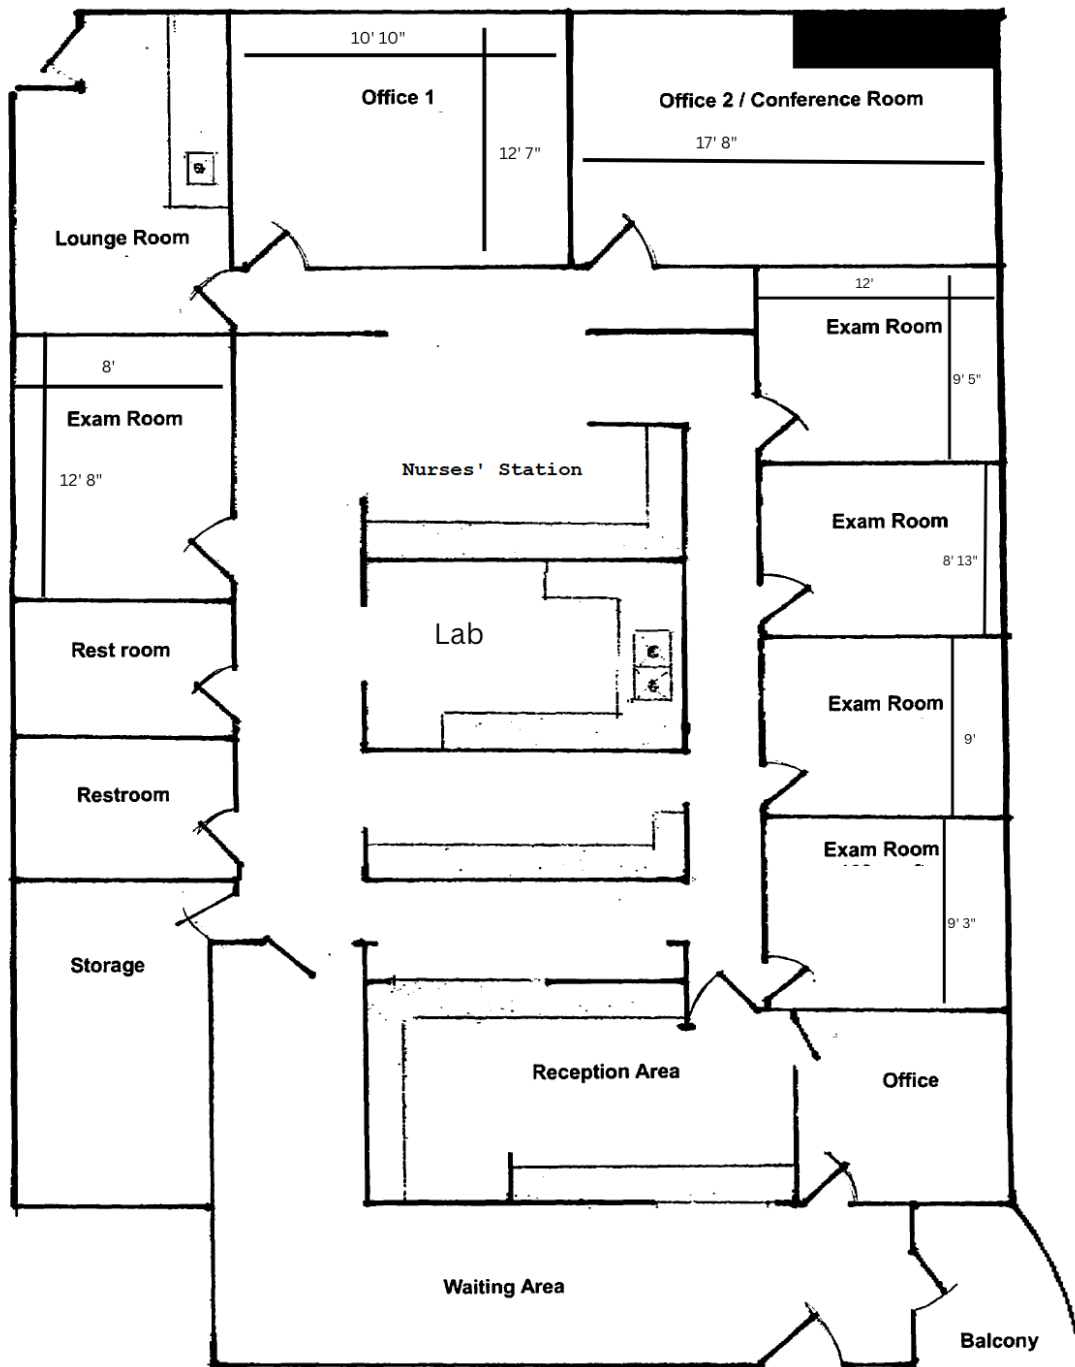 10' 10"
Office 1
Office 2 / Conference Room
12' 7"
17' 8"
Lounge Room
12'
Exam Room
8'
9' 5"
Exam Room
Nurses' Station
12' 8"
Exam Room
8' 13"
Lab
Rest room
Exam Room
9'
Restroom
Exam Room
9' 3"
Storage
Reception Area
Office
Waiting Area
Balcony